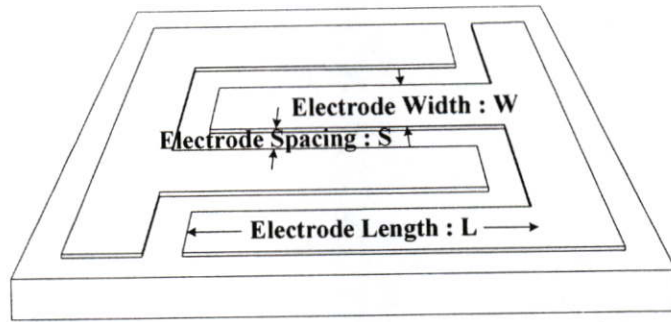 Electrode Width : W
Electrode Spacing : S
Electrode Length : L